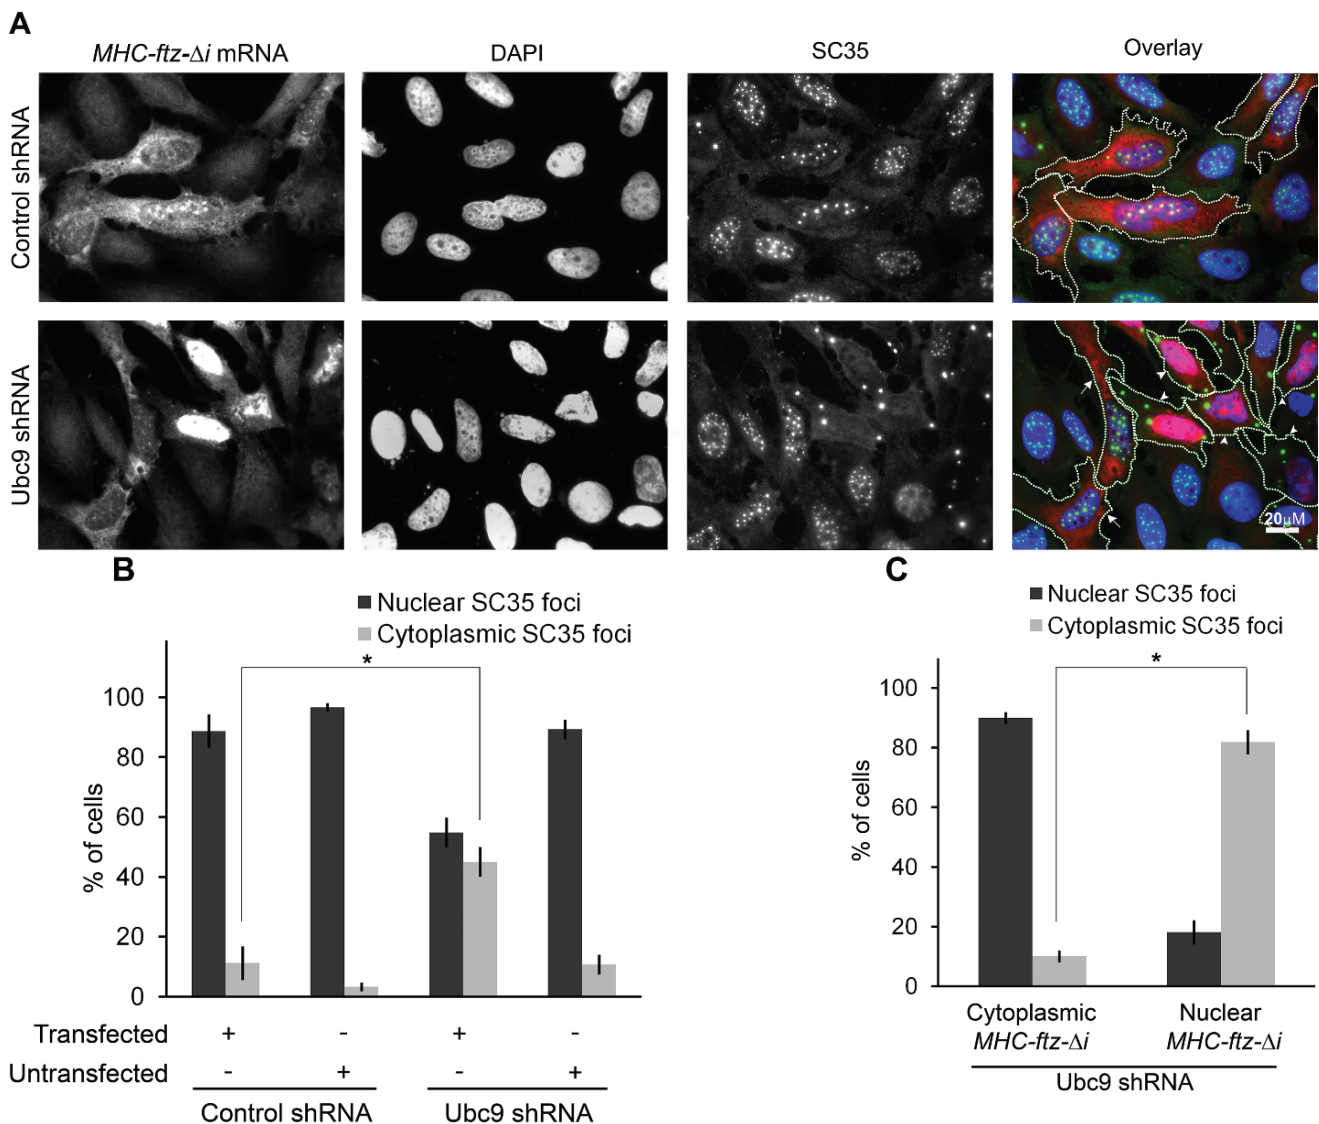 A
MHC-ftz-Δi mRNA DAPI SC35 Overlay
Control shRNA
Ubc9 shRNA
20μM
B
Nuclear SC35 foci
Cytoplasmic SC35 foci
*
% of cells
100
80
60
40
20
0
Transfected + - + -
Untransfected - + - +
Control shRNA Ubc9 shRNA
C
Nuclear SC35 foci
Cytoplasmic SC35 foci
*
% of cells
100
80
60
40
20
0
Cytoplasmic Nuclear
MHC-ftz-Δi MHC-ftz-Δi
Ubc9 shRNA